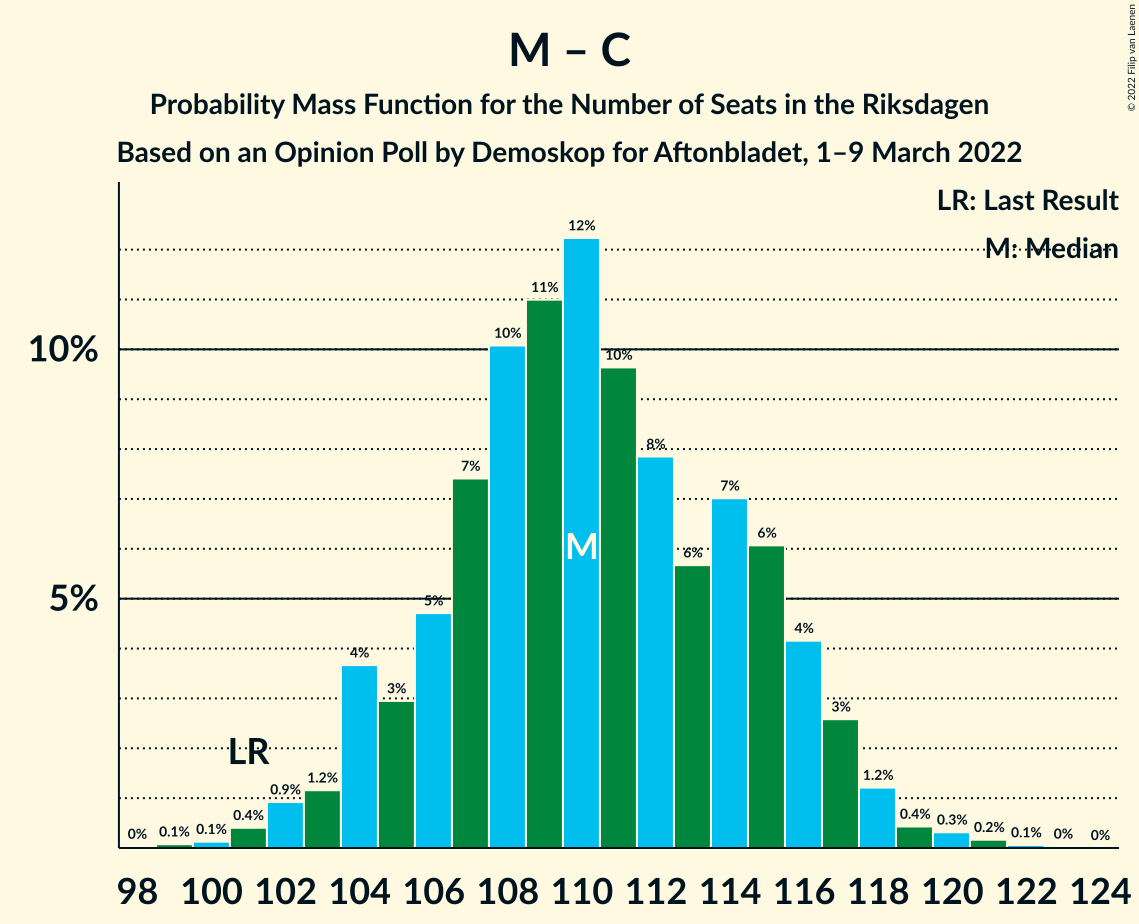 M – C
Probability Mass Function for the Number of Seats in the Riksdagen
Based on an Opinion Poll by Demoskop for Aftonbladet, 1–9 March 2022
© 2022 Filip van Laenen
LR: Last Result
M: Median
10%
5%
0% 0.1% 0.1% 0.4% 0.9% 1.2% 4% 3% 5% 7% 10% 11% 12% 10% 8% 6% 7% 6% 4% 3% 1.2% 0.4% 0.3% 0.2% 0.1% 0% 0%
LR
M
98 100 102 104 106 108 110 112 114 116 118 120 122 124